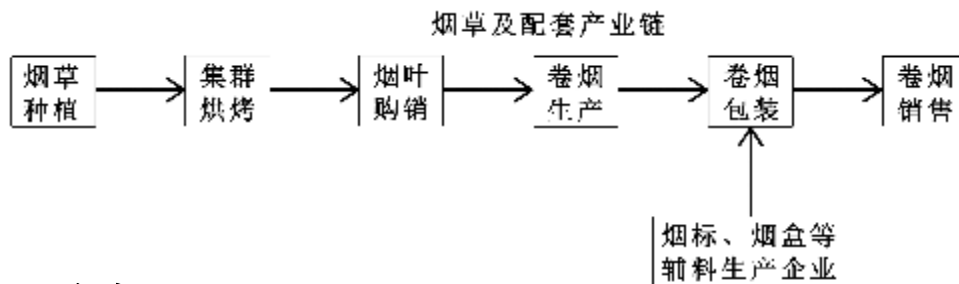 烟草及配套产业链
烟草
种植
集群
烘烤
烟叶
购销
卷烟
生产
卷烟
包装
卷烟
销售
烟标、烟盒等
辅料生产企业